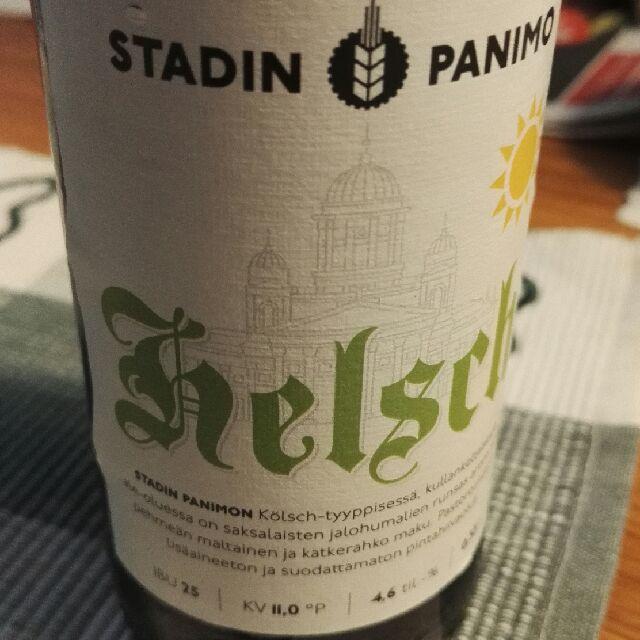 STADIN PANIMO
Helsch
STADIN PANIMON Kölsch-tyyppisessä,
oluessa on saksalaisten jalohumalien
pehmeän maltainen ja katkerahko maku.
lisäaineeton ja suodattamaton
IBU 25 | KV 11,0 °P | 4,6 til.-% |